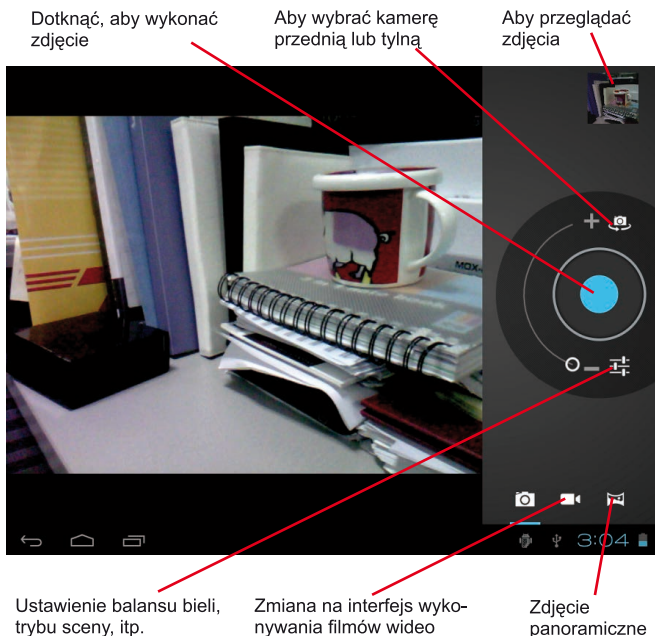 Dotknąć, aby wykonać
zdjęcie
Aby wybrać kamerę
przednią lub tylną
Aby przeglądać
zdjęcia
MOX
3:04
Ustawienie balansu bieli,
trybu sceny, itp.
Zmiana na interfejs wyko-
nywania filmów wideo
Zdjęcie
panoramiczne